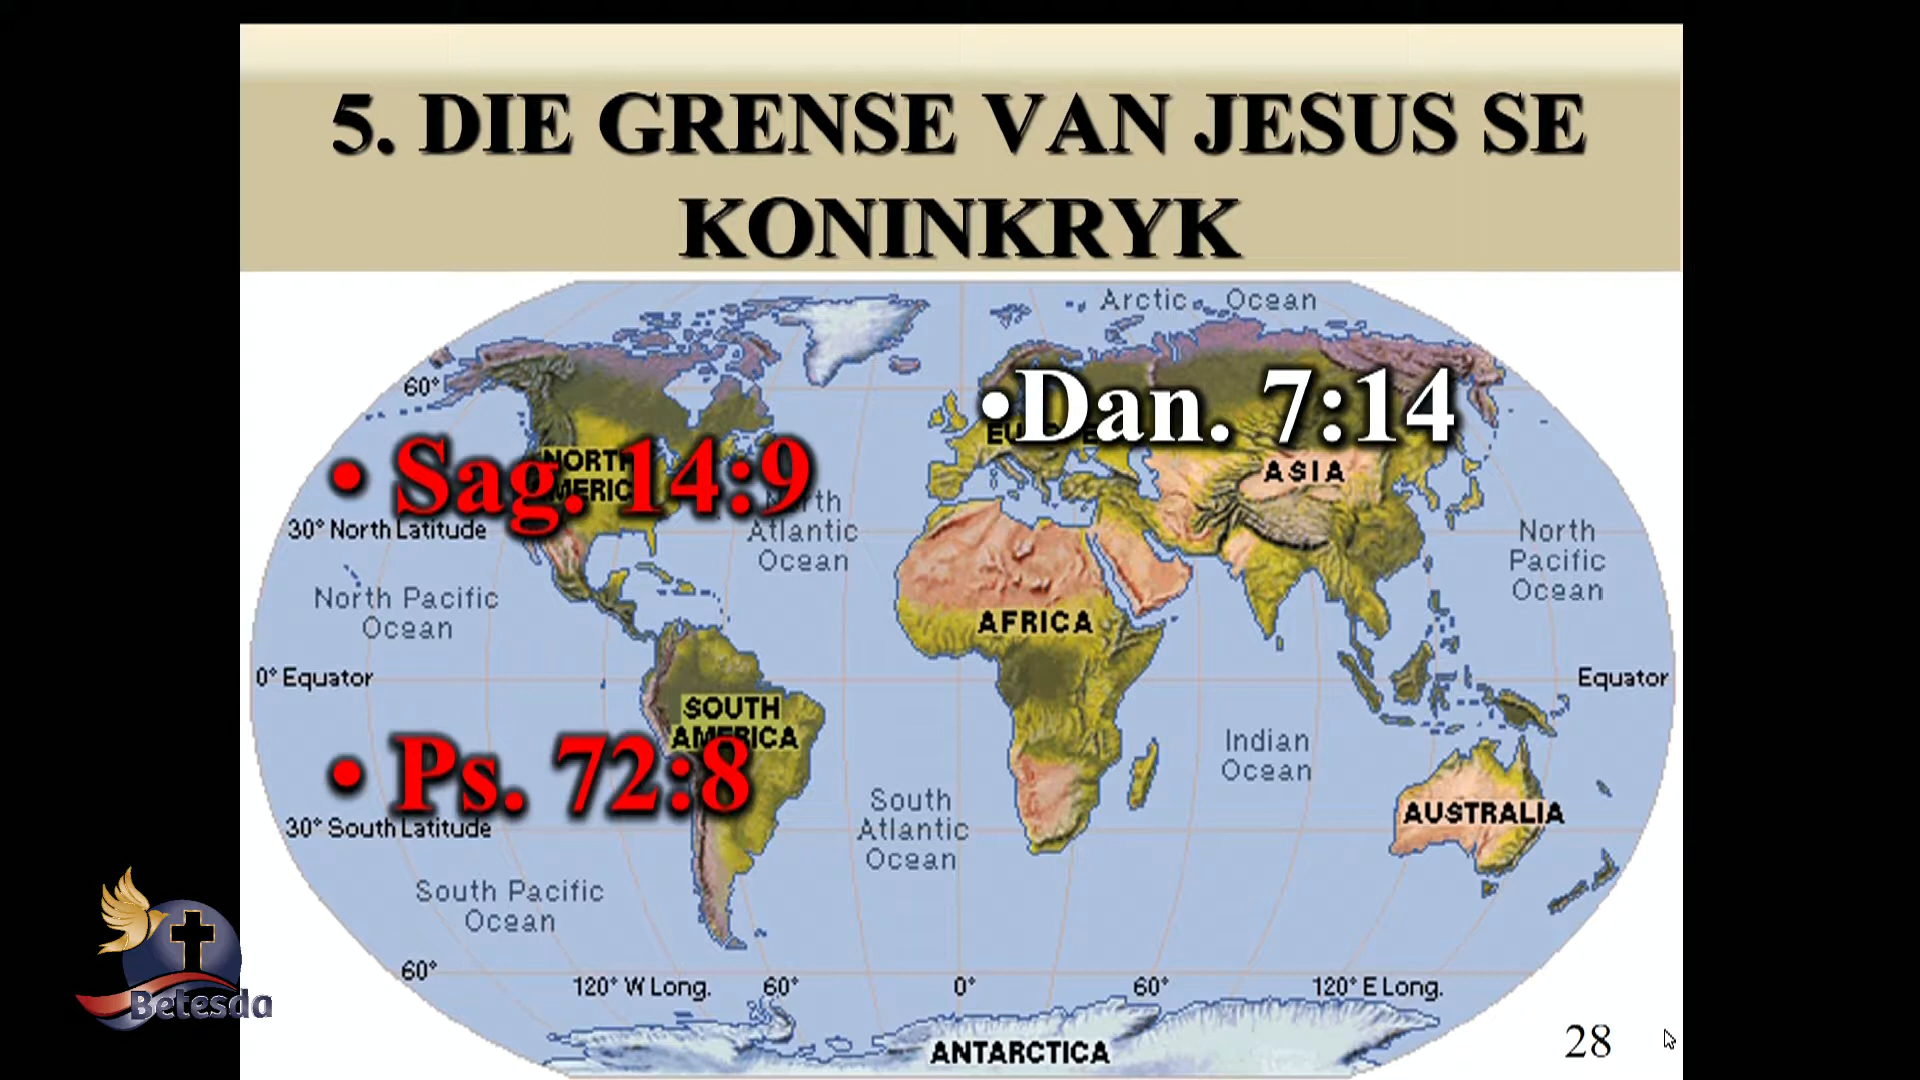 5. DIE GRENSE VAN JESUS SE
KONINKRYK
Arctic Ocean
60°
•Dan. 7:14
• Sag. 14:9
ASIA
30° North Latitude
Atlantic
Ocean
North
Pacific
Ocean
North Pacific
Ocean
AFRICA
0° Equator
Equator
SOUTH
AMERICA
• Ps. 72:8
Indian
Ocean
South
Atlantic
Ocean
AUSTRALIA
30° South Latitude
South Pacific
Ocean
60°
120° W Long.
60°
0°
60°
120° E Long.
Betesda
ANTARCTICA
28